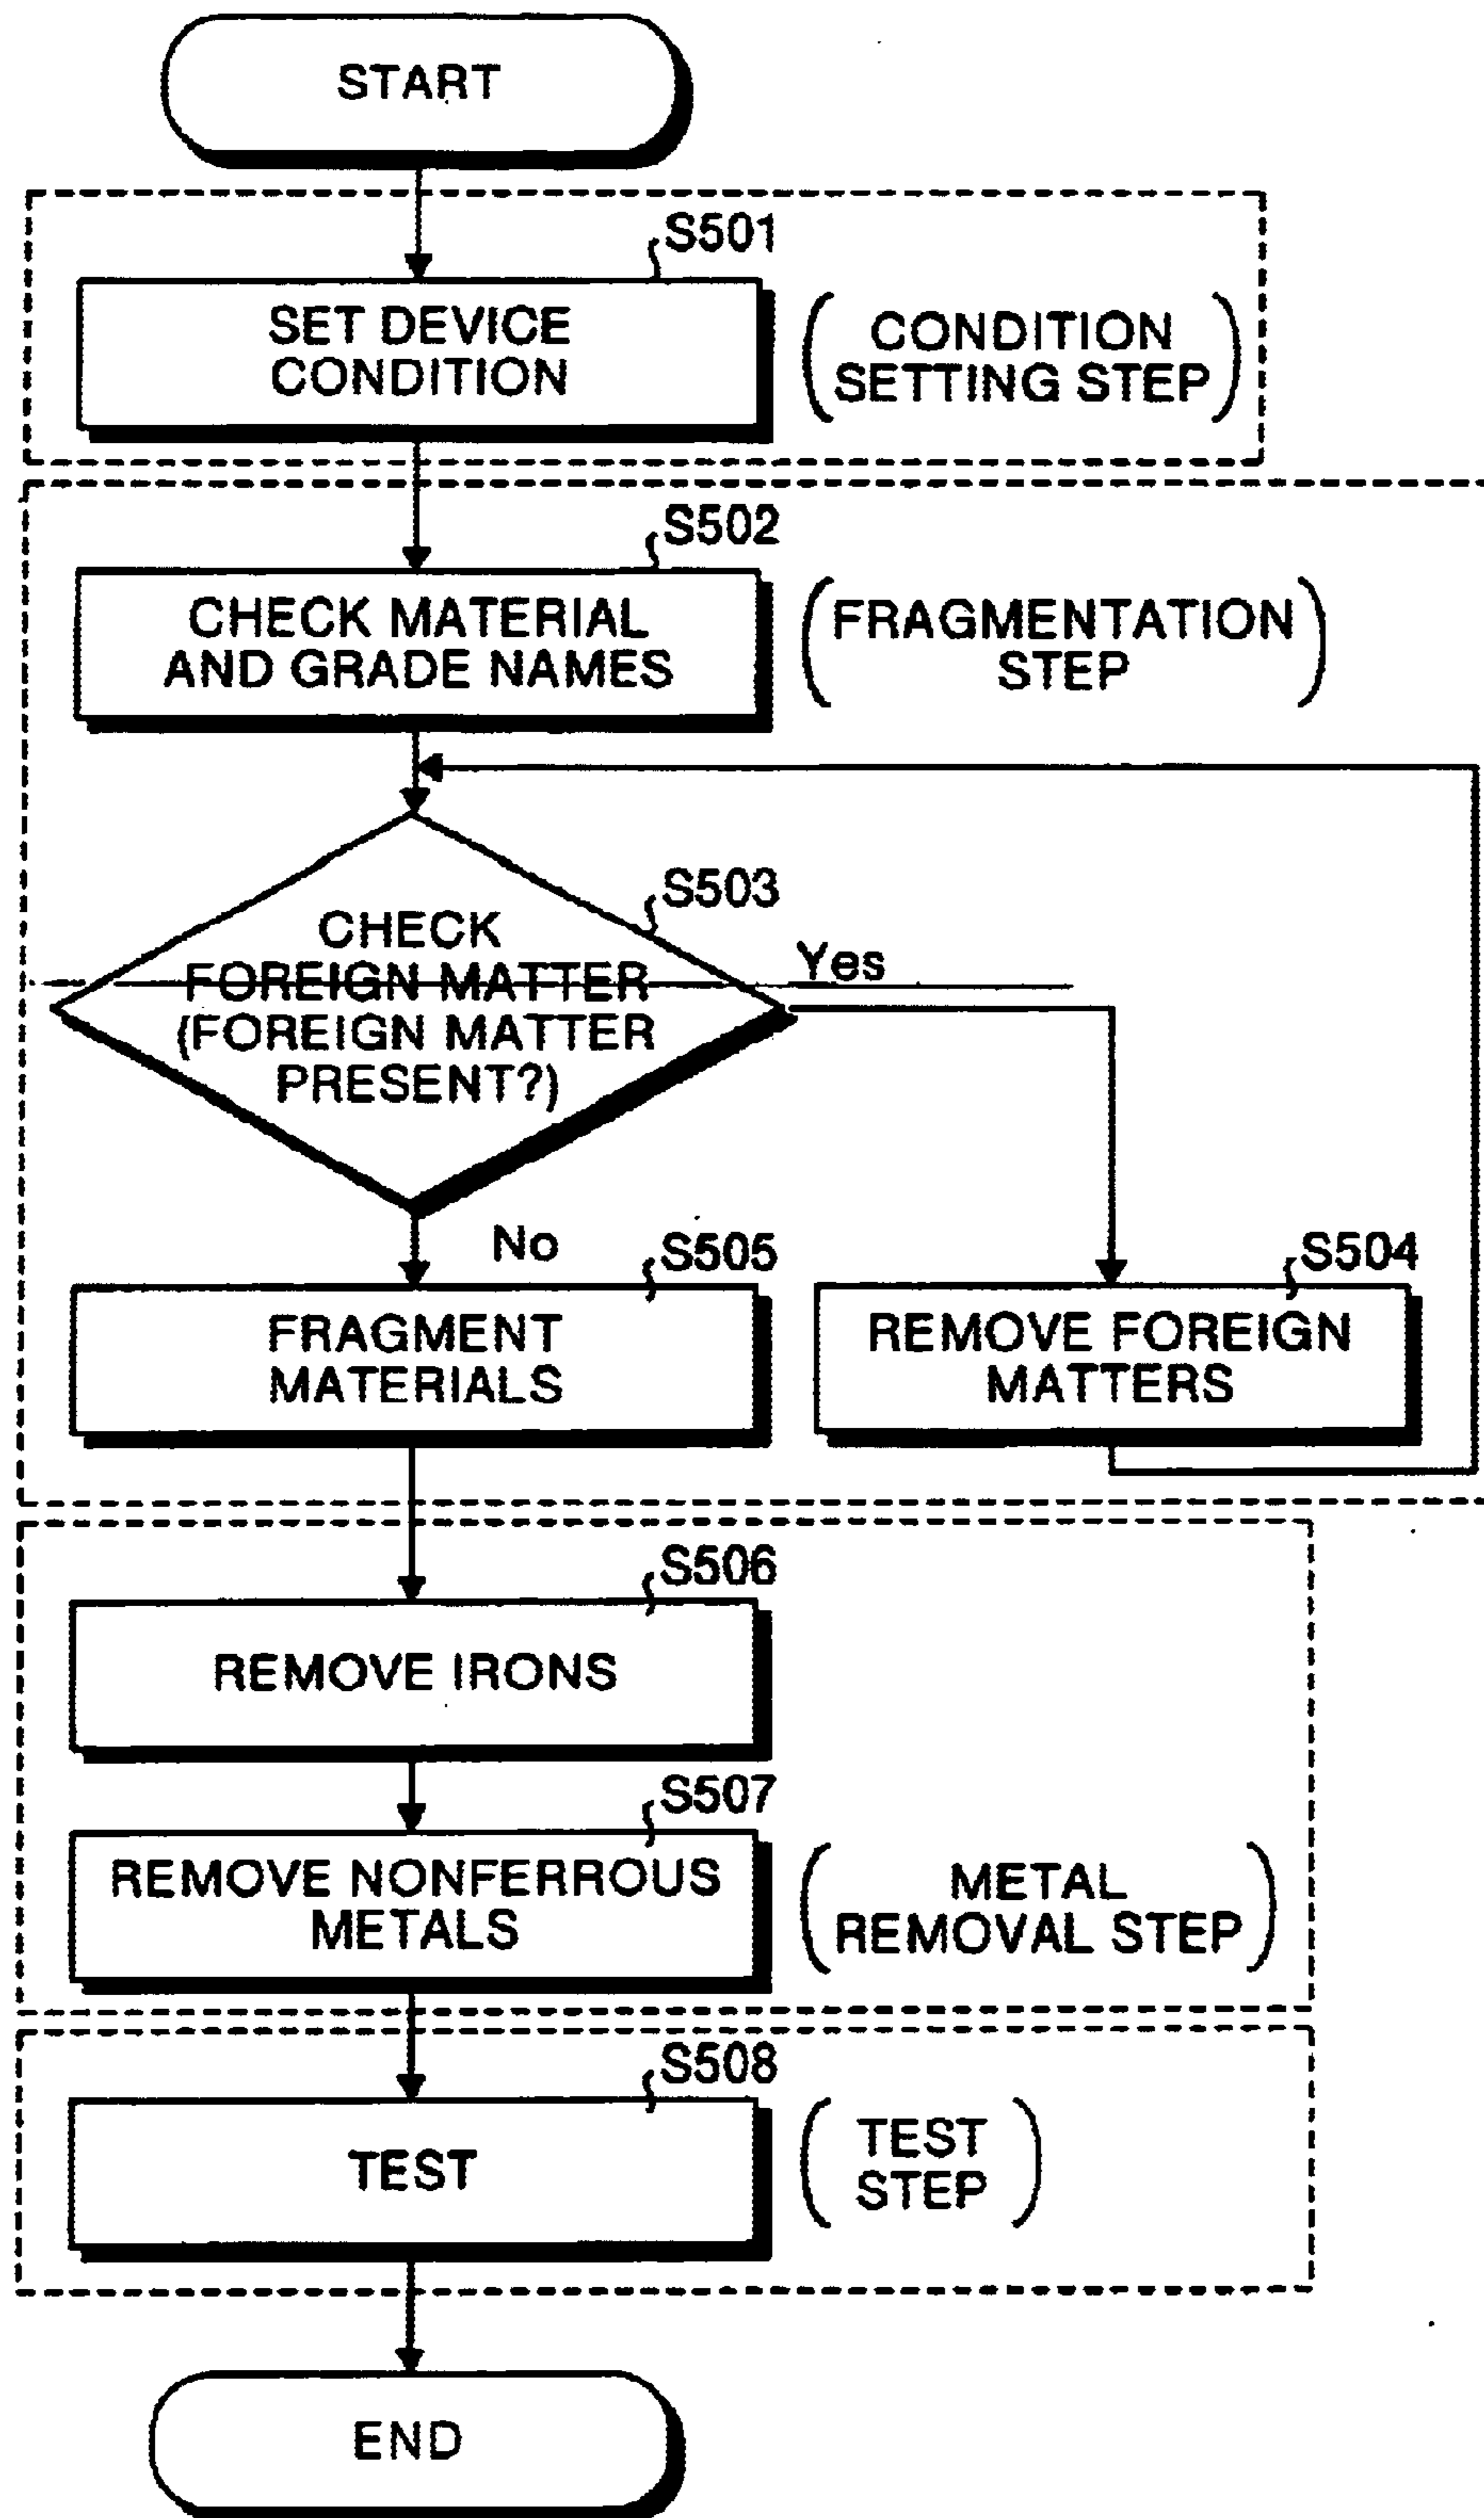 START
S501
SET DEVICE
CONDITION
( CONDITION
SETTING STEP )
S502
CHECK MATERIAL
AND GRADE NAMES
( FRAGMENTATION
STEP )
S503
CHECK
FOREIGN MATTER
(FOREIGN MATTER
PRESENT?)
Yes
No
S505
FRAGMENT
MATERIALS
S504
REMOVE FOREIGN
MATTERS
S506
REMOVE IRONS
S507
REMOVE NONFERROUS
METALS
( METAL
REMOVAL STEP )
S508
TEST
( TEST
STEP )
END